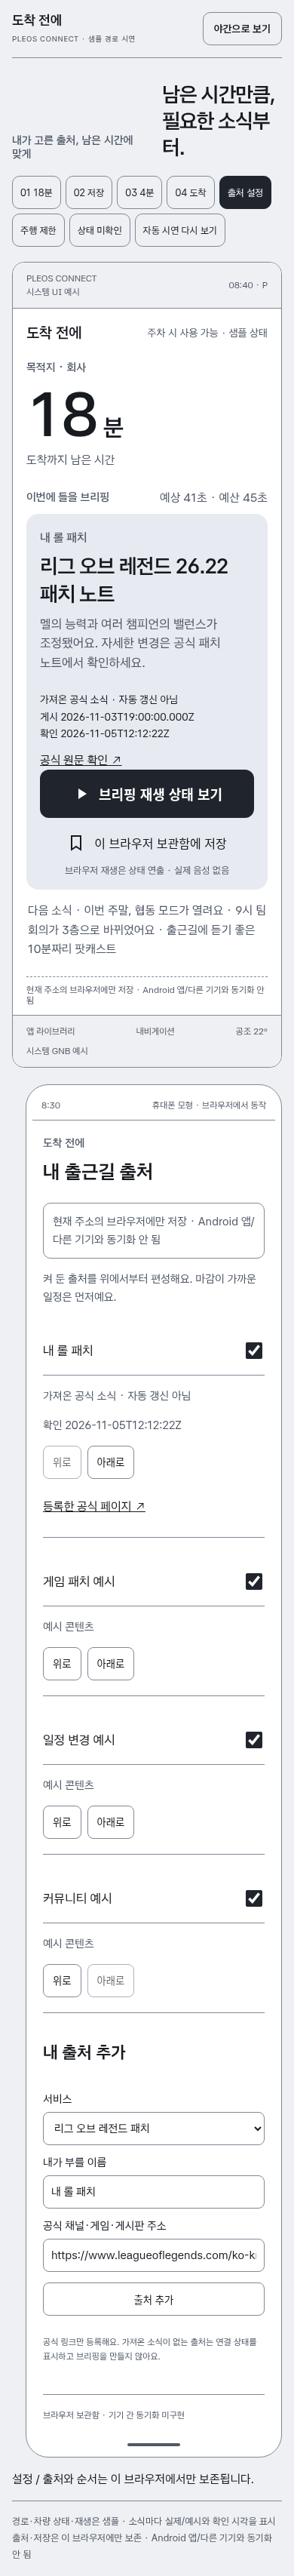 도착 전에
PLEOS CONNECT · 샘플 경로 시연
야간으로 보기
내가 고른 출처, 남은 시간에
맞게
남은 시간만큼,
필요한 소식부
터.
01 18분
02 저장
03 4분
04 도착
출처 설정
주행 제한
상태 미확인
자동 시연 다시 보기
PLEOS CONNECT
시스템 UI 예시
08:40 · P
도착 전에
주차 시 사용 가능 · 샘플 상태
목적지 · 회사
18분
도착까지 남은 시간
이번에 들을 브리핑
예상 41초 · 예산 45초
내 롤 패치
리그 오브 레전드 26.22
패치 노트
멜의 능력과 여러 챔피언의 밸런스가
조정됐어요. 자세한 변경은 공식 패치
노트에서 확인하세요.
가져온 공식 소식 · 자동 갱신 아님
게시 2026-11-03T19:00:00.000Z
확인 2026-11-05T12:12:22Z
공식 원문 확인 ↗
브리핑 재생 상태 보기
이 브라우저 보관함에 저장
브라우저 재생은 상태 연출 · 실제 음성 없음
다음 소식 · 이번 주말, 협동 모드가 열려요 · 9시 팀
회의가 3층으로 바뀌었어요 · 출근길에 듣기 좋은
10분짜리 팟캐스트
현재 주소의 브라우저에만 저장 · Android 앱/다른 기기와 동기화 안
됨
앱 라이브러리
내비게이션
공조 22°
시스템 GNB 예시
8:30
휴대폰 모형 · 브라우저에서 동작
도착 전에
내 출근길 출처
현재 주소의 브라우저에만 저장 · Android 앱/
다른 기기와 동기화 안 됨
켜 둔 출처를 위에서부터 편성해요. 마감이 가까운
일정은 먼저예요.
내 롤 패치
가져온 공식 소식 · 자동 갱신 아님
확인 2026-11-05T12:12:22Z
위로
아래로
등록한 공식 페이지 ↗
게임 패치 예시
예시 콘텐츠
위로
아래로
일정 변경 예시
예시 콘텐츠
위로
아래로
커뮤니티 예시
예시 콘텐츠
위로
아래로
내 출처 추가
서비스
리그 오브 레전드 패치
내가 부를 이름
내 롤 패치
공식 채널·게임·게시판 주소
https://www.leagueoflegends.com/ko-k
출처 추가
공식 링크만 등록해요. 가져온 소식이 없는 출처는 연결 상태를
표시하고 브리핑을 만들지 않아요.
브라우저 보관함 · 기기 간 동기화 미구현
설정 / 출처와 순서는 이 브라우저에서만 보존됩니다.
경로·차량 상태·재생은 샘플 · 소식마다 실제/예시와 확인 시각을 표시
출처·저장은 이 브라우저에만 보존 · Android 앱/다른 기기와 동기화
안 됨